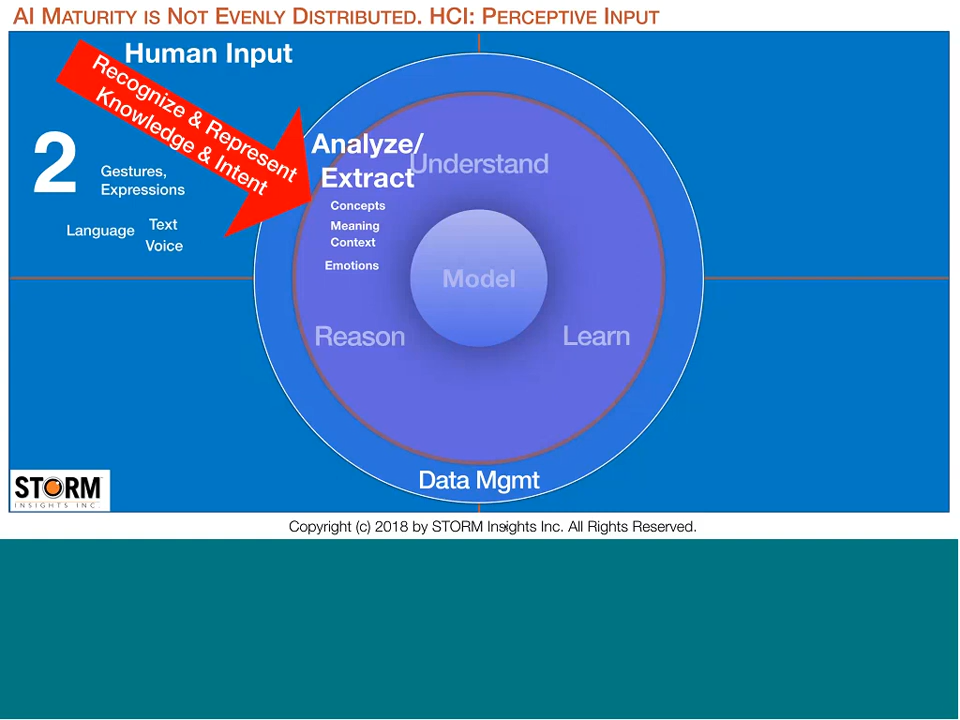 AI MATURITY IS NOT EVENLY DISTRIBUTED. HCI: PERCEPTIVE INPUT
Human Input
Recognize & Represent
Knowledge & Intent
2
Gestures,
Expressions
Language
Text
Voice
Analyze/
Extract
Understand
Concepts
Meaning
Context
Emotions
Model
Reason
Learn
Data Mgmt
STORM
INSIGHTS INC.
Copyright (c) 2018 by STORM Insights Inc. All Rights Reserved.